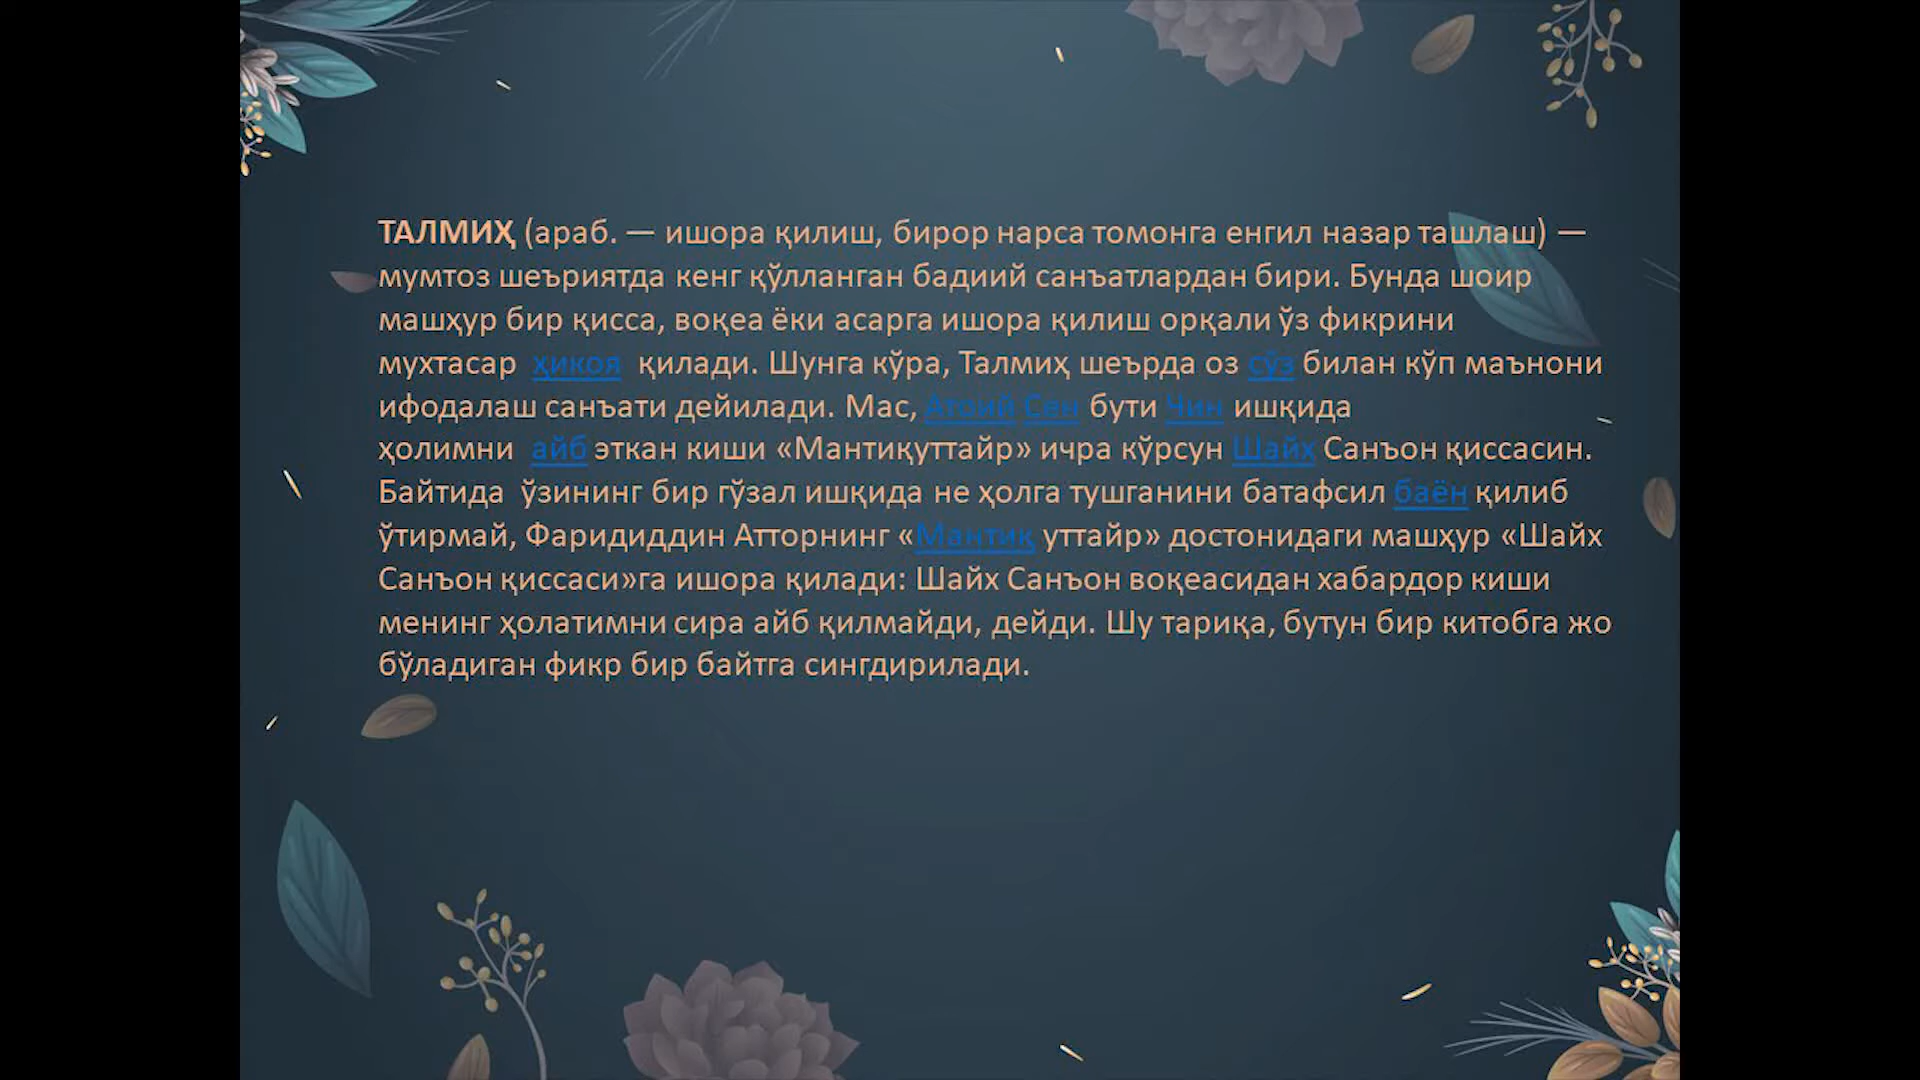 ТАЛМИҲ (араб. — ишора қилиш, бирор нарса томонга енгил назар ташлаш) —
мумтоз шеъриятда кенг қўлланган бадиий санъатлардан бири. Бунда шоир
машҳур бир қисса, воқеа ёки асарга ишора қилиш орқали ўз фикрини
мухтасар ҳикоя қилади. Шунга кўра, Талмиҳ шеърда оз сўз билан кўп маънони
ифодалаш санъати дейилади. Мас, Атоий Сен бути Чин ишқида
ҳолимни айб эткан киши «Мантиқуттайр» ичра кўрсун Шайх Санъон қиссасин.
Байтида ўзининг бир гўзал ишқида не ҳолга тушганини батафсил баён қилиб
ўтирмай, Фаридиддин Атторнинг «Мантиқ уттайр» достонидаги машҳур «Шайх
Санъон қиссаси»га ишора қилади: Шайх Санъон воқеасидан хабардор киши
менинг ҳолатимни сира айб қилмайди, дейди. Шу тариқа, бутун бир китобга жо
бўладиган фикр бир байтга сингдирилади.